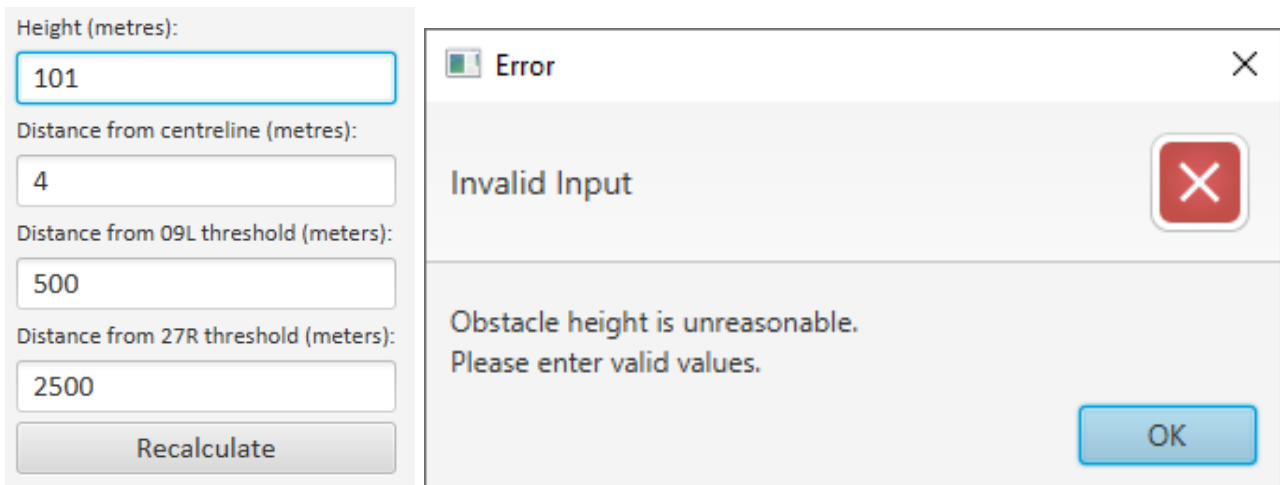 Height (metres):
101
Distance from centreline (metres):
4
Distance from 09L threshold (meters):
500
Distance from 27R threshold (meters):
2500
Recalculate
Error
Invalid Input
Obstacle height is unreasonable.
Please enter valid values.
OK